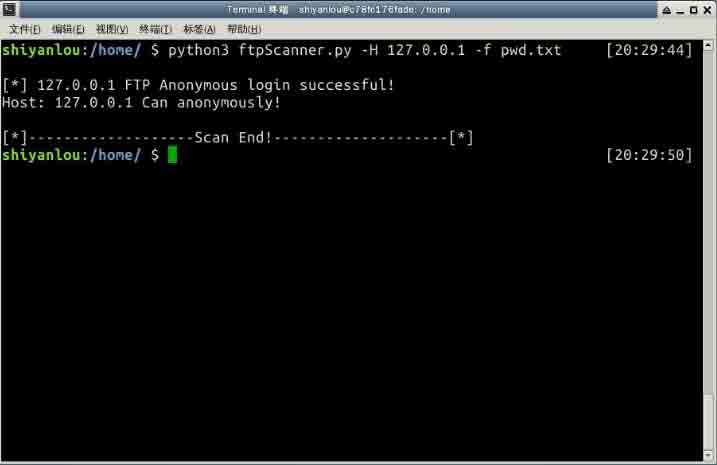 Terminal 终端 shiyanlou@c78fc176fade: /home
文件(F) 编辑(E) 视图(V) 终端(T) 标签(A) 帮助(H)
shiyanlou:/home/ $ python3 ftpScanner.py -H 127.0.0.1 -f pwd.txt [20:29:44]
[*] 127.0.0.1 FTP Anonymous login successful!
Host: 127.0.0.1 Can anonymously!
[*]-------------------Scan End!--------------------[*]
shiyanlou:/home/ $ [20:29:50]